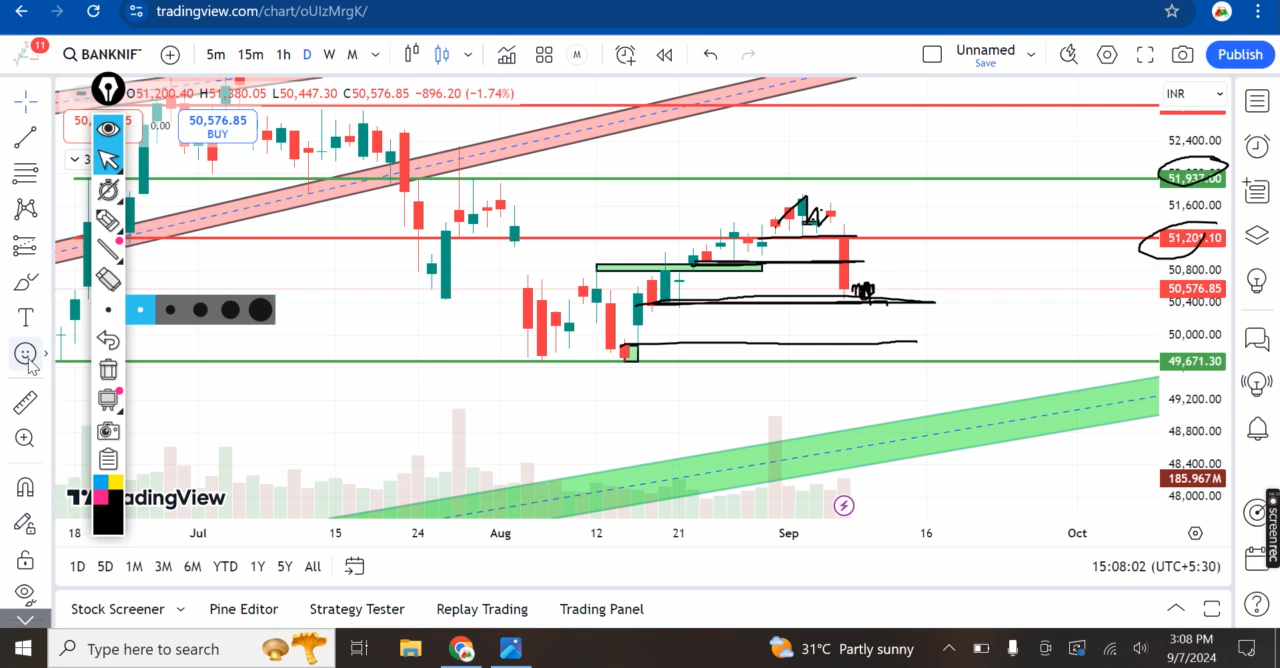 tradingview.com/chart/oUIzMrgK/
11
BANKNIF
5m 15m 1h D W M
M
Unnamed
Save
Publish
O51,200.40 H51,380.05 L50,447.30 C50,576.85 −896.20 (−1.74%)
0.00
50,576.85
BUY
3
INR
52,400.00
51,937.00
51,600.00
51,201.10
50,800.00
50,576.85
50,400.00
50,000.00
49,671.30
49,200.00
48,800.00
48,400.00
185.967M
48,000.00
TradingView
18 Jul 15 24 Aug 12 21 Sep 16 Oct
1D 5D 1M 3M 6M YTD 1Y 5Y All
15:08:02 (UTC+5:30)
screenrec
Stock Screener Pine Editor Strategy Tester Replay Trading Trading Panel
Type here to search
31°C Partly sunny
3:08 PM
9/7/2024